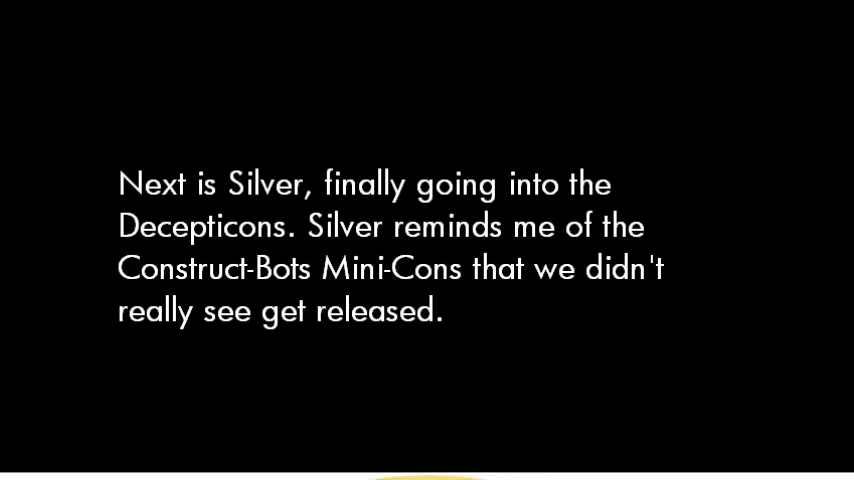 Next is Silver, finally going into the
Decepticons. Silver reminds me of the
Construct-Bots Mini-Cons that we didn't
really see get released.